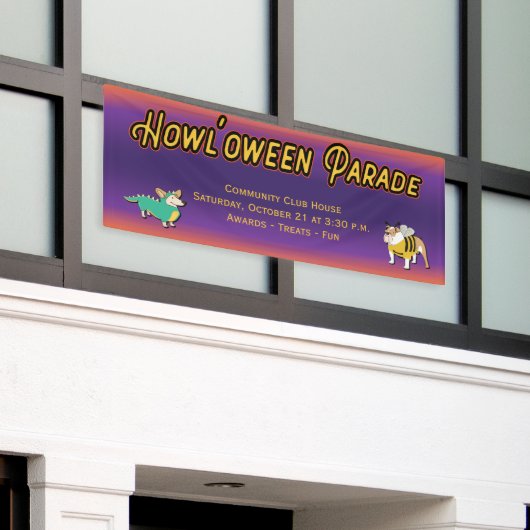 Howl'oween Parade
Community Club House
Saturday, October 21 at 3:30 p.m.
Awards - Treats - Fun